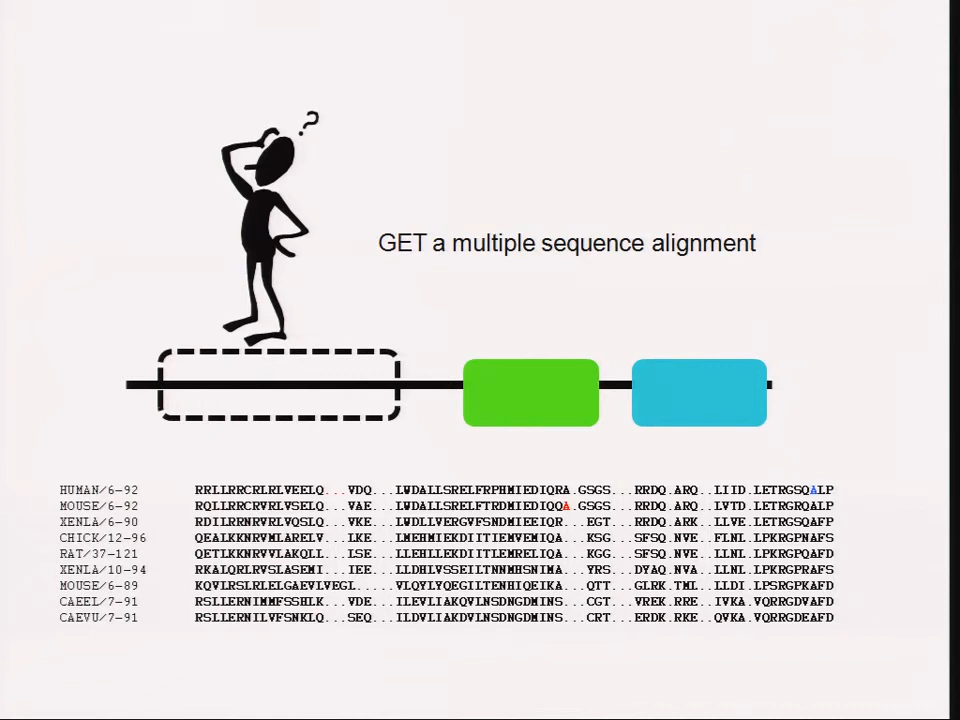 ?
GET a multiple sequence alignment
HUMAN/6-92 RRLLRRCRLRLVEELQ...VDQ...LWDALLSRELFRPHMIEDIQRA.GSGS...RRDQ.ARQ..LIID.LETRGSQALP
MOUSE/6-92 RQLLRRCRVRLVSELQ...VAE...LWDALLSRELFTRDMIEDIQQA.GSGS...RRDQ.ARQ..LVTD.LETRGRQALP
XENLA/6-90 RDILRRNRVRLVQSLQ...VKE...LWDLLVERGVFSNDMIEEIQR...EGT...RRDQ.ARK..LLVE.LETRGSQAFP
CHICK/12-96 QEALKKNRVMLARELV...LKE...LMEHMIEKDIITIEMVEMIQA...KSG...SFSQ.NVE..FLNL.LPKRGPNAFS
RAT/37-121 QETLKKNRVVLAKQLL...LSE...LLEHLLEKDIITLEMRELIQA...KGG...SFSQ.NVE..LLNL.LPKRGPQAFD
XENLA/10-94 RKALQRLRVSLASEMI...IEE...LLDHLVSSEILTNNMHSNIMA...YRS...DYAQ.NVA..LLNL.LPKRGPRAFS
MOUSE/6-89 KQVLRSLRLELGAEVLVEGL...VLQYLYQEGILTENHIQEIKA...QTT...GLRK.TML..LLDI.LPSRGPKAFD
CAEEL/7-91 RSLLERNIMMFSSHLK...VDE...ILEVLIAKQVLNSDNGDMINS...CGT...VREK.RRE..IVKA.VQRRGDVAFD
CAEVU/7-91 RSLLERNILVFSNKLQ...SEQ...ILDVLIAKDVLNSDNGDMINS...CRT...ERDK.RKE..QVKA.VQRRGDEAFD